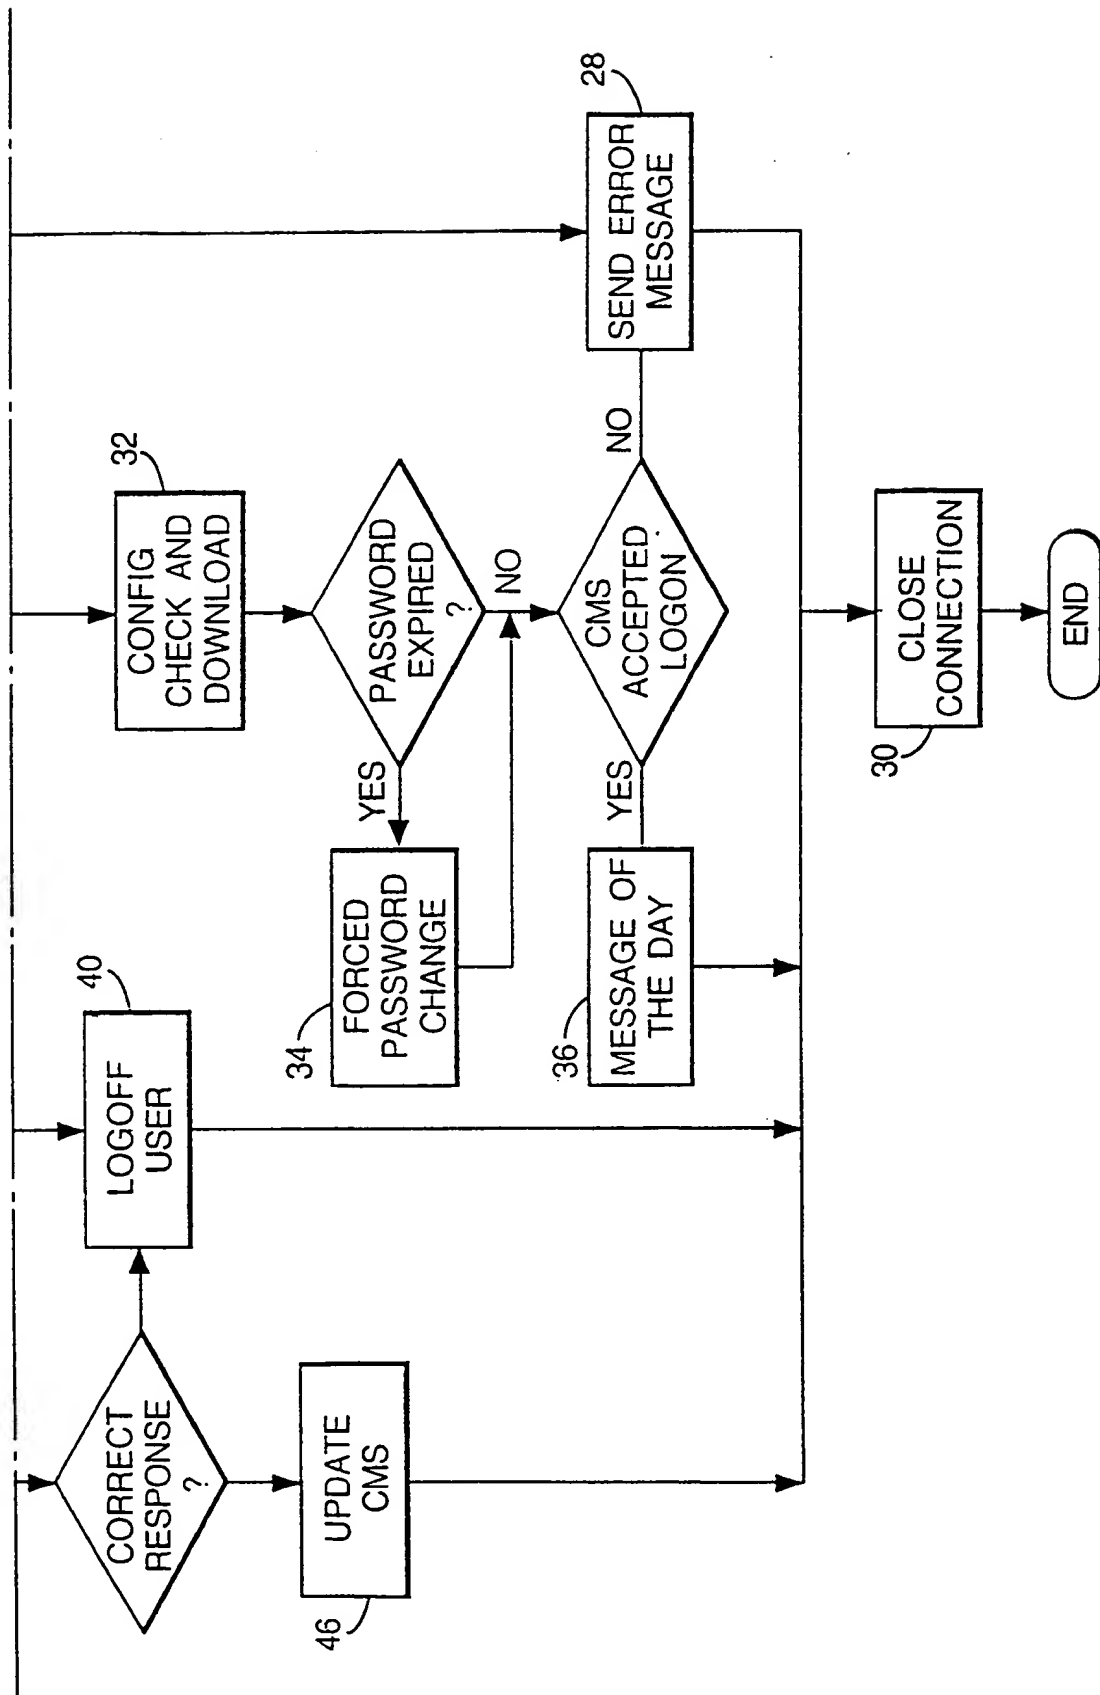 CORRECT
RESPONSE
?
UPDATE
CMS
46
LOGOFF
USER
40
CONFIG
CHECK AND
DOWNLOAD
32
PASSWORD
EXPIRED
?
YES
NO
FORCED
PASSWORD
CHANGE
34
CMS
ACCEPTED
LOGON
YES
NO
MESSAGE OF
THE DAY
36
SEND ERROR
MESSAGE
28
CLOSE
CONNECTION
30
END